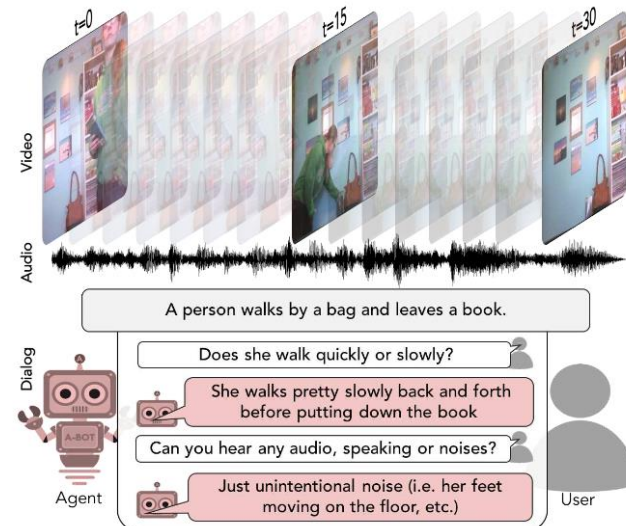 t=0
t=15
t=30
Video
Audio
A person walks by a bag and leaves a book.
Dialog
Does she walk quickly or slowly?
She walks pretty slowly back and forth
before putting down the book
A
A-BOT
Can you hear any audio, speaking or noises?
Just unintentional noise (i.e. her feet
moving on the floor, etc.)
Agent
User